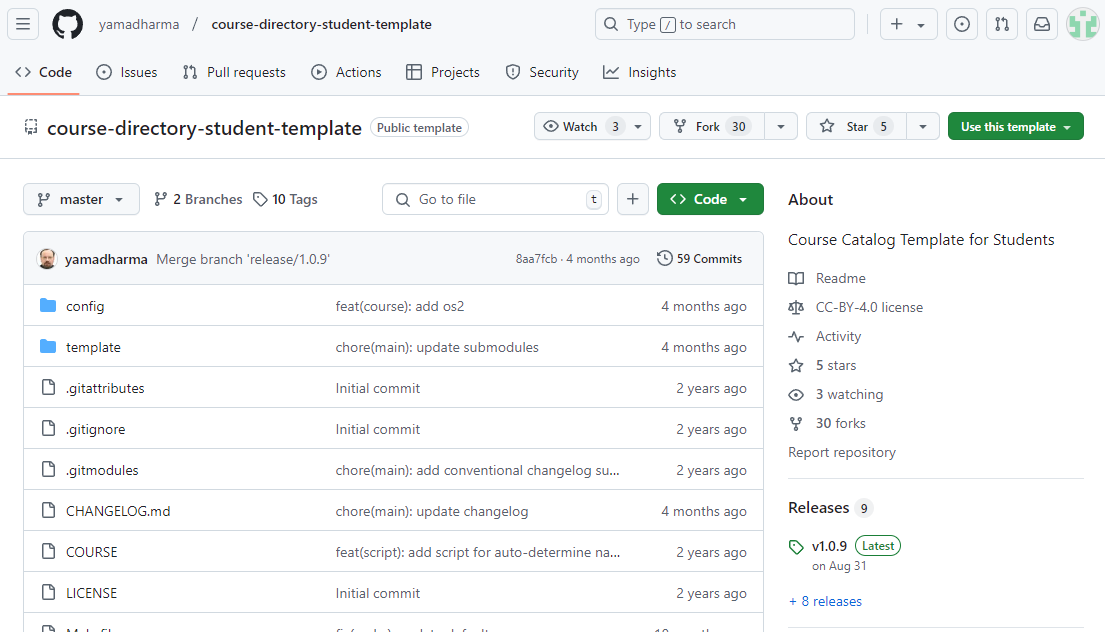 yamadharma / course-directory-student-template
Type / to search
Code Issues Pull requests Actions Projects Security Insights
course-directory-student-template Public template
Watch 3 Fork 30 Star 5 Use this template
master 2 Branches 10 Tags Go to file t + Code
yamadharma Merge branch 'release/1.0.9' 8aa7fcb · 4 months ago 59 Commits
config feat(course): add os2 4 months ago
template chore(main): update submodules 4 months ago
.gitattributes Initial commit 2 years ago
.gitignore Initial commit 2 years ago
.gitmodules chore(main): add conventional changelog su... 2 years ago
CHANGELOG.md chore(main): update changelog 4 months ago
COURSE feat(script): add script for auto-determine na... 2 years ago
LICENSE Initial commit 2 years ago
About
Course Catalog Template for Students
Readme
CC-BY-4.0 license
Activity
5 stars
3 watching
30 forks
Report repository
Releases 9
v1.0.9 Latest
on Aug 31
+ 8 releases